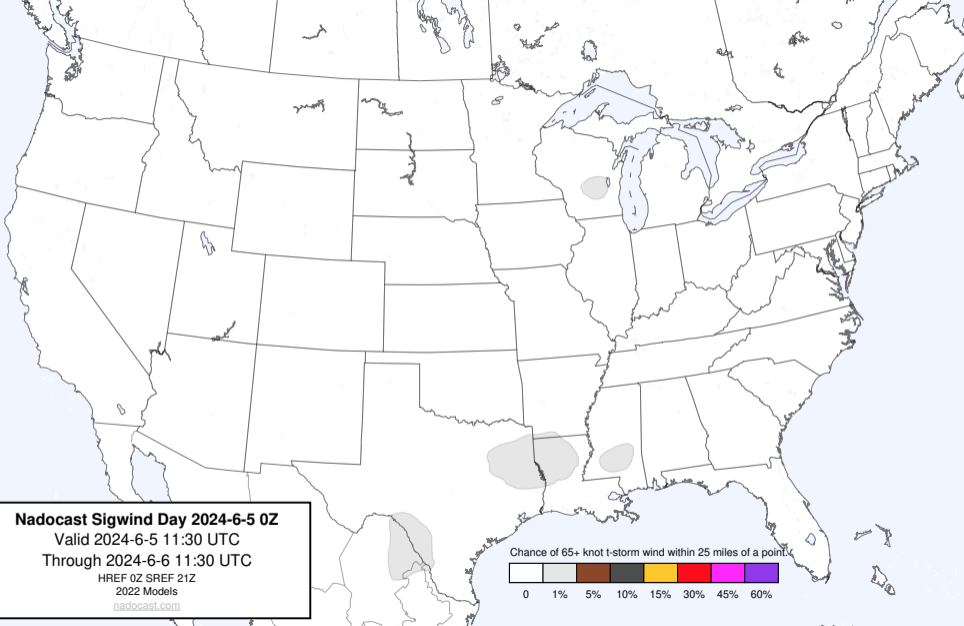 Nadocast Sigwind Day 2024-6-5 0Z
Valid 2024-6-5 11:30 UTC
Through 2024-6-6 11:30 UTC
HREF 0Z SREF 21Z
2022 Models
nadocast.com
Chance of 65+ knot t-storm wind within 25 miles of a point.
0 1% 5% 10% 15% 30% 45% 60%